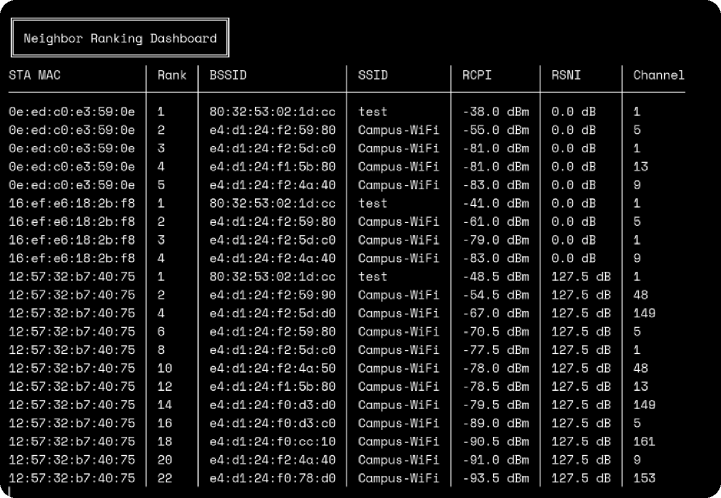 Neighbor Ranking Dashboard
STA MAC | Rank | BSSID | SSID | RCPI | RSNI | Channel
0e:ed:c0:e3:59:0e | 1 | 80:32:53:02:1d:cc | test | -38.0 dBm | 0.0 dB | 1
0e:ed:c0:e3:59:0e | 2 | e4:d1:24:f2:59:80 | Campus-WiFi | -55.0 dBm | 0.0 dB | 5
0e:ed:c0:e3:59:0e | 3 | e4:d1:24:f2:5d:c0 | Campus-WiFi | -81.0 dBm | 0.0 dB | 1
0e:ed:c0:e3:59:0e | 4 | e4:d1:24:f1:5b:80 | Campus-WiFi | -81.0 dBm | 0.0 dB | 13
0e:ed:c0:e3:59:0e | 5 | e4:d1:24:f2:4a:40 | Campus-WiFi | -83.0 dBm | 0.0 dB | 9
16:ef:e6:18:2b:f8 | 1 | 80:32:53:02:1d:cc | test | -41.0 dBm | 0.0 dB | 1
16:ef:e6:18:2b:f8 | 2 | e4:d1:24:f2:59:80 | Campus-WiFi | -61.0 dBm | 0.0 dB | 5
16:ef:e6:18:2b:f8 | 3 | e4:d1:24:f2:5d:c0 | Campus-WiFi | -79.0 dBm | 0.0 dB | 1
16:ef:e6:18:2b:f8 | 4 | e4:d1:24:f2:4a:40 | Campus-WiFi | -83.0 dBm | 0.0 dB | 9
12:57:32:b7:40:75 | 1 | 80:32:53:02:1d:cc | test | -48.5 dBm | 127.5 dB | 1
12:57:32:b7:40:75 | 2 | e4:d1:24:f2:59:90 | Campus-WiFi | -54.5 dBm | 127.5 dB | 48
12:57:32:b7:40:75 | 4 | e4:d1:24:f2:5d:d0 | Campus-WiFi | -67.0 dBm | 127.5 dB | 149
12:57:32:b7:40:75 | 6 | e4:d1:24:f2:59:80 | Campus-WiFi | -70.5 dBm | 127.5 dB | 5
12:57:32:b7:40:75 | 8 | e4:d1:24:f2:5d:c0 | Campus-WiFi | -77.5 dBm | 127.5 dB | 1
12:57:32:b7:40:75 | 10 | e4:d1:24:f2:4a:50 | Campus-WiFi | -78.0 dBm | 127.5 dB | 48
12:57:32:b7:40:75 | 12 | e4:d1:24:f1:5b:80 | Campus-WiFi | -78.5 dBm | 127.5 dB | 13
12:57:32:b7:40:75 | 14 | e4:d1:24:f0:d3:d0 | Campus-WiFi | -79.5 dBm | 127.5 dB | 149
12:57:32:b7:40:75 | 16 | e4:d1:24:f0:d3:c0 | Campus-WiFi | -89.0 dBm | 127.5 dB | 5
12:57:32:b7:40:75 | 18 | e4:d1:24:f0:cc:10 | Campus-WiFi | -90.5 dBm | 127.5 dB | 161
12:57:32:b7:40:75 | 20 | e4:d1:24:f2:4a:40 | Campus-WiFi | -91.0 dBm | 127.5 dB | 9
12:57:32:b7:40:75 | 22 | e4:d1:24:f0:78:d0 | Campus-WiFi | -93.5 dBm | 127.5 dB | 153